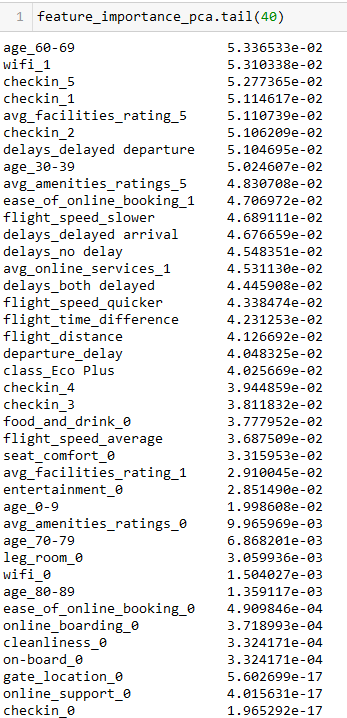 1 feature_importance_pca.tail(40)
age_60-69 5.336533e-02
wifi_1 5.310338e-02
checkin_5 5.277365e-02
checkin_1 5.114617e-02
avg_facilities_rating_5 5.110739e-02
checkin_2 5.106209e-02
delays_delayed departure 5.104695e-02
age_30-39 5.024607e-02
avg_amenities_ratings_5 4.830708e-02
ease_of_online_booking_1 4.706972e-02
flight_speed_slower 4.689111e-02
delays_delayed arrival 4.676659e-02
delays_no delay 4.548351e-02
avg_online_services_1 4.531130e-02
delays_both delayed 4.445908e-02
flight_speed_quicker 4.338474e-02
flight_time_difference 4.231253e-02
flight_distance 4.126692e-02
departure_delay 4.048325e-02
class_Eco Plus 4.025669e-02
checkin_4 3.944859e-02
checkin_3 3.811832e-02
food_and_drink_0 3.777952e-02
flight_speed_average 3.687509e-02
seat_comfort_0 3.315953e-02
avg_facilities_rating_1 2.910045e-02
entertainment_0 2.851490e-02
age_0-9 1.998608e-02
avg_amenities_ratings_0 9.965969e-03
age_70-79 6.868201e-03
leg_room_0 3.059936e-03
wifi_0 1.504027e-03
age_80-89 1.359117e-03
ease_of_online_booking_0 4.909846e-04
online_boarding_0 3.718993e-04
cleanliness_0 3.324171e-04
on-board_0 3.324171e-04
gate_location_0 5.602699e-17
online_support_0 4.015631e-17
checkin_0 1.965292e-17